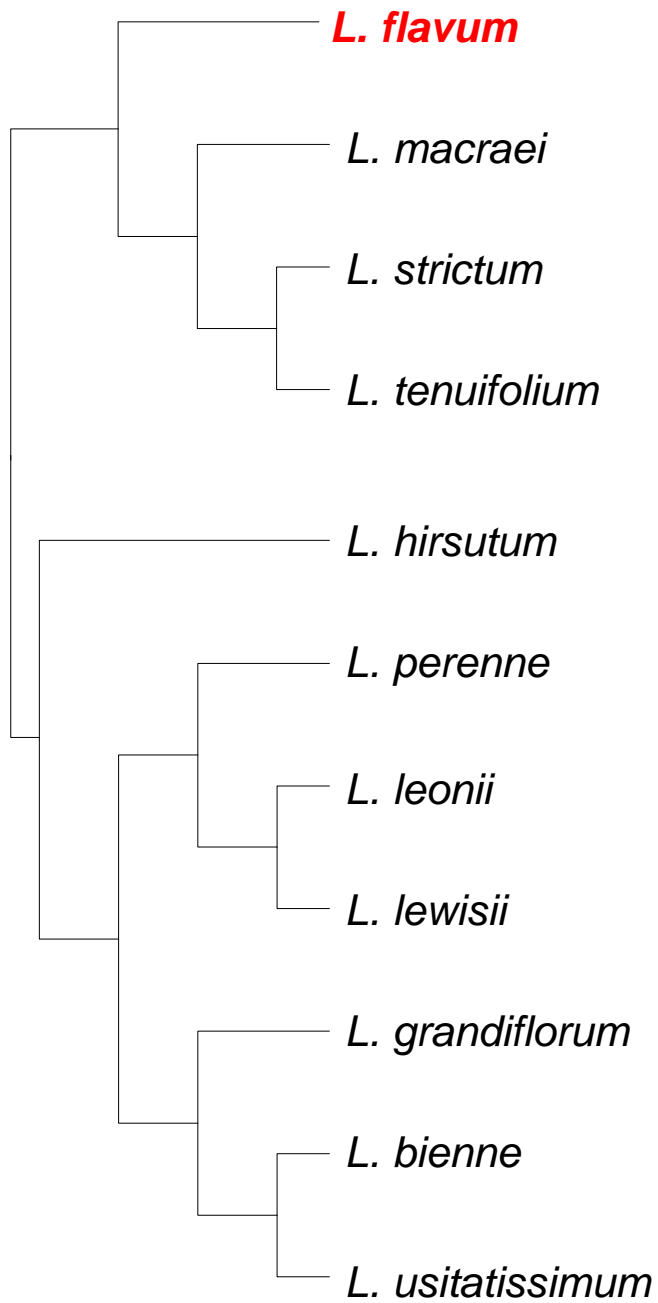 L. flavum
L. macraei
L. strictum
L. tenuifolium
L. hirsutum
L. perenne
L. leonii
L. lewisii
L. grandiflorum
L. bienne
L. usitatissimum